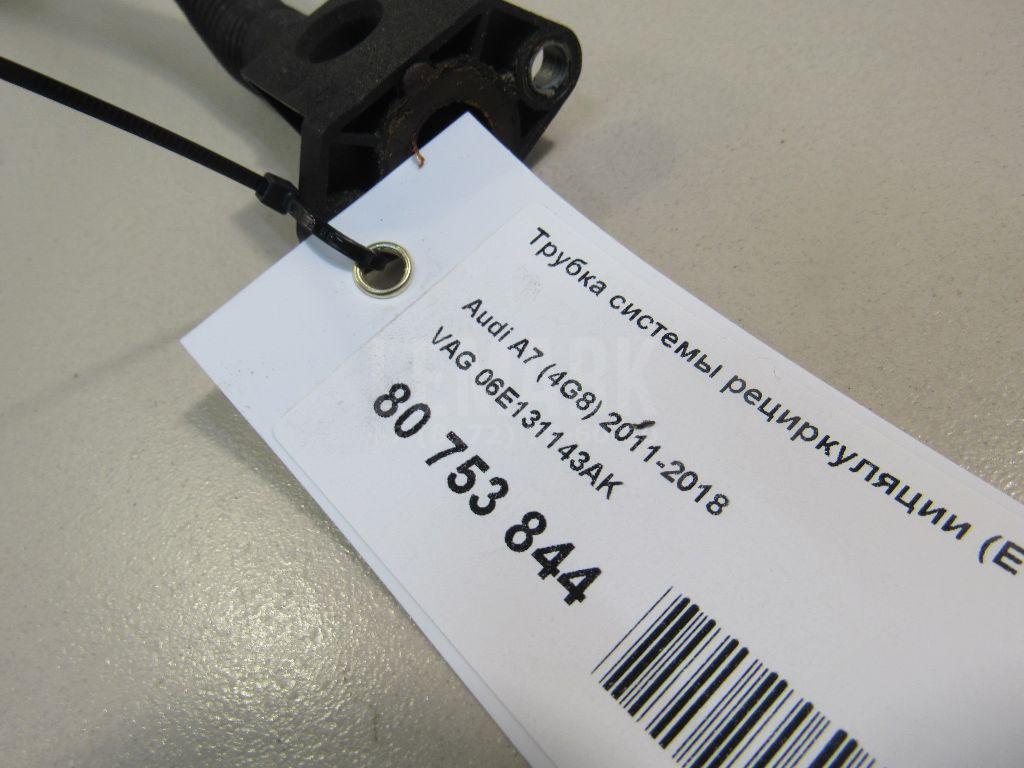 Трубка системы рециркуляции (E
Audi A7 (4G8) 2011-2018
VAG 06E131143AK
80 753 844